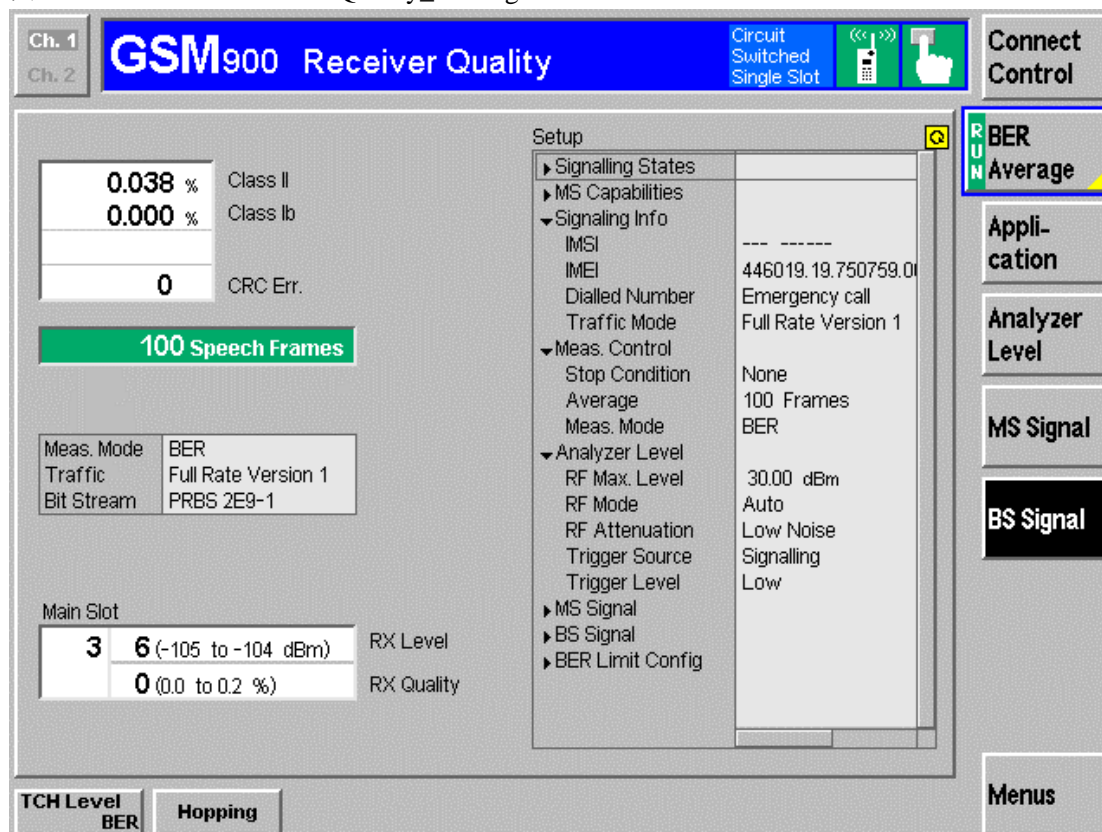 Ch. 1
Ch. 2
GSM900 Receiver Quality
Circuit
Switched
Single Slot
Connect
Control
RUN
BER
Average
Appli-
cation
Analyzer
Level
MS Signal
BS Signal
Menus
0.038 % Class II
0.000 % Class Ib
0 CRC Err.
100 Speech Frames
Meas. Mode BER
Traffic Full Rate Version 1
Bit Stream PRBS 2E9-1
Main Slot
3 6 (-105 to -104 dBm) RX Level
0 (0.0 to 0.2 %) RX Quality
Setup
Signalling States
MS Capabilities
Signaling Info
IMSI --- ------
IMEI 446019.19.750759.0
Dialled Number Emergency call
Traffic Mode Full Rate Version 1
Meas. Control
Stop Condition None
Average 100 Frames
Meas. Mode BER
Analyzer Level
RF Max. Level 30.00 dBm
RF Mode Auto
RF Attenuation Low Noise
Trigger Source Signalling
Trigger Level Low
MS Signal
BS Signal
BER Limit Config
TCH Level
BER
Hopping